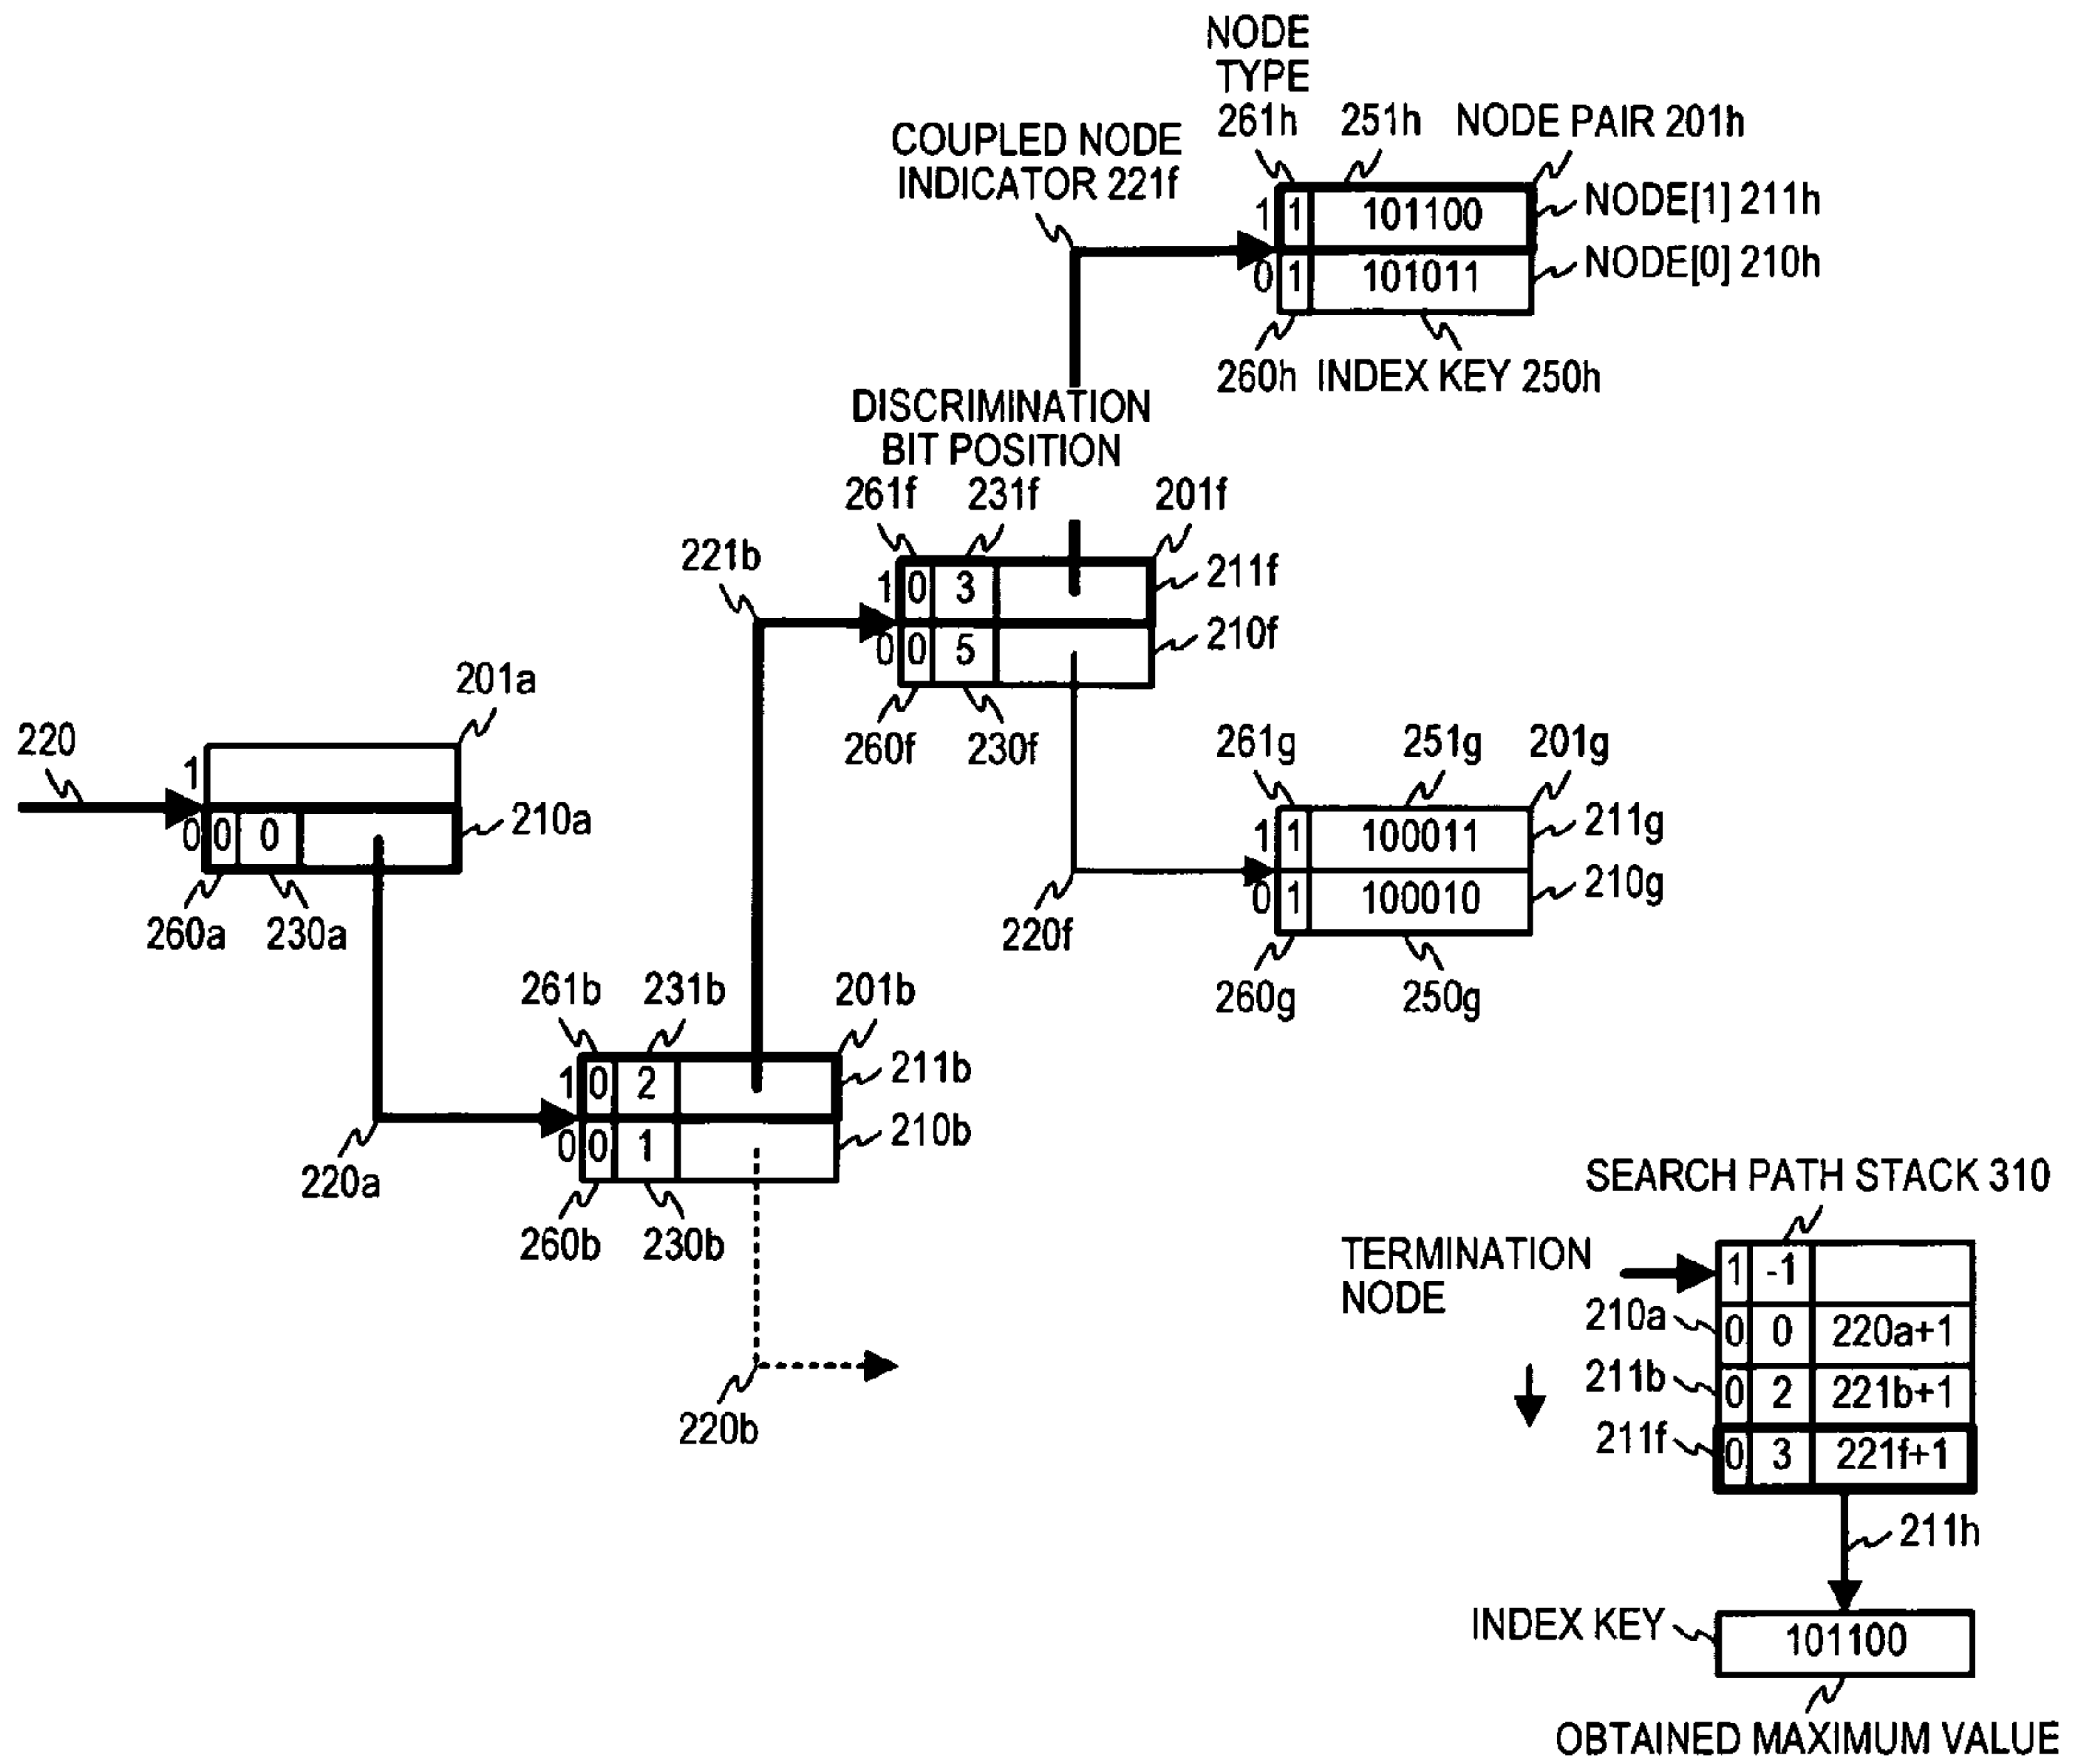 NODE
TYPE
261h 251h NODE PAIR 201h
COUPLED NODE
INDICATOR 221f
1 1 101100 NODE[1] 211h
0 1 101011 NODE[0] 210h
260h INDEX KEY 250h
DISCRIMINATION
BIT POSITION
261f 231f 201f
221b
1 0 3 211f
0 0 5 210f
260f 230f
201a
220
1
0 0 0 210a
260a 230a
261g 251g 201g
1 1 100011 211g
0 1 100010 210g
220f
260g 250g
261b 231b 201b
1 0 2 211b
0 0 1 210b
220a
260b 230b
220b
SEARCH PATH STACK 310
TERMINATION
NODE
1 -1
210a 0 0 220a+1
211b 0 2 221b+1
211f 0 3 221f+1
211h
INDEX KEY 101100
OBTAINED MAXIMUM VALUE